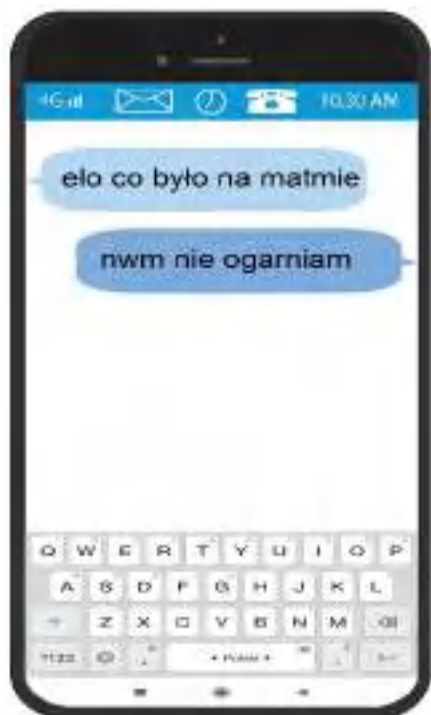 4G
10.30 AM
elo co było na matmie
nwm nie ogarniam
Q W E R T Y U I O P
A S D F G H J K L
Z X C V B N M
?123